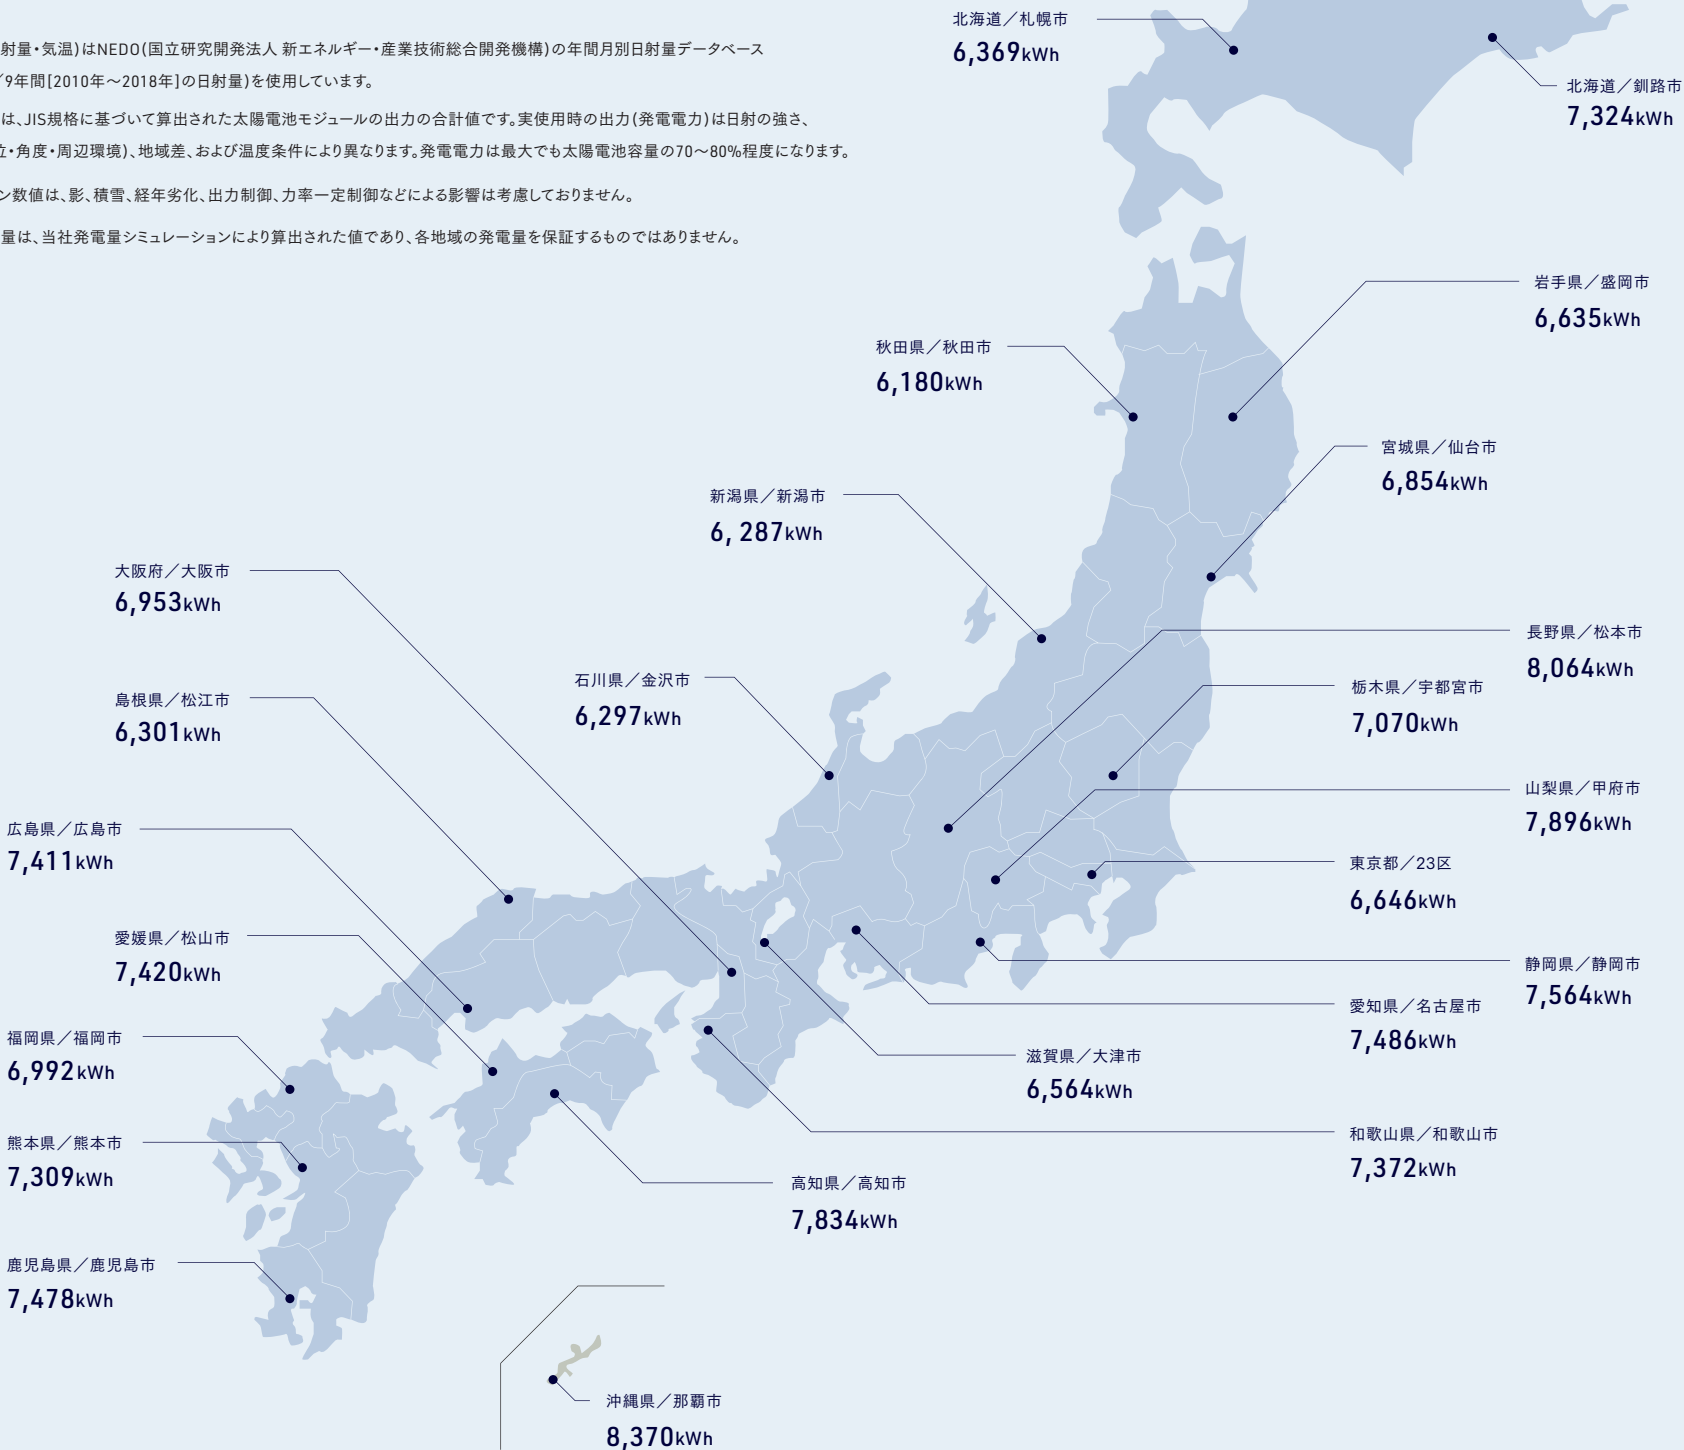 射量・気温)はNEDO(国立研究開発法人 新エネルギー・産業技術総合開発機構)の年間月別日射量データベース
/9年間[2010年〜2018年]の日射量)を使用しています。
は、JIS規格に基づいて算出された太陽電池モジュールの出力の合計値です。実使用時の出力(発電電力)は日射の強さ、
・角度・周辺環境)、地域差、および温度条件により異なります。発電電力は最大でも太陽電池容量の70〜80%程度になります。
ン数値は、影、積雪、経年劣化、出力制御、力率一定制御などによる影響は考慮しておりません。
量は、当社発電量シミュレーションにより算出された値であり、各地域の発電量を保証するものではありません。
北海道/札幌市
6,369kWh
北海道/釧路市
7,324kWh
岩手県/盛岡市
6,635kWh
秋田県/秋田市
6,180kWh
宮城県/仙台市
6,854kWh
新潟県/新潟市
6, 287kWh
大阪府/大阪市
6,953kWh
長野県/松本市
8,064kWh
石川県/金沢市
6,297kWh
栃木県/宇都宮市
7,070kWh
島根県/松江市
6,301kWh
山梨県/甲府市
7,896kWh
広島県/広島市
7,411kWh
東京都/23区
6,646kWh
愛媛県/松山市
7,420kWh
静岡県/静岡市
7,564kWh
愛知県/名古屋市
7,486kWh
福岡県/福岡市
6,992kWh
滋賀県/大津市
6,564kWh
和歌山県/和歌山市
7,372kWh
熊本県/熊本市
7,309kWh
高知県/高知市
7,834kWh
鹿児島県/鹿児島市
7,478kWh
沖縄県/那覇市
8,370kWh